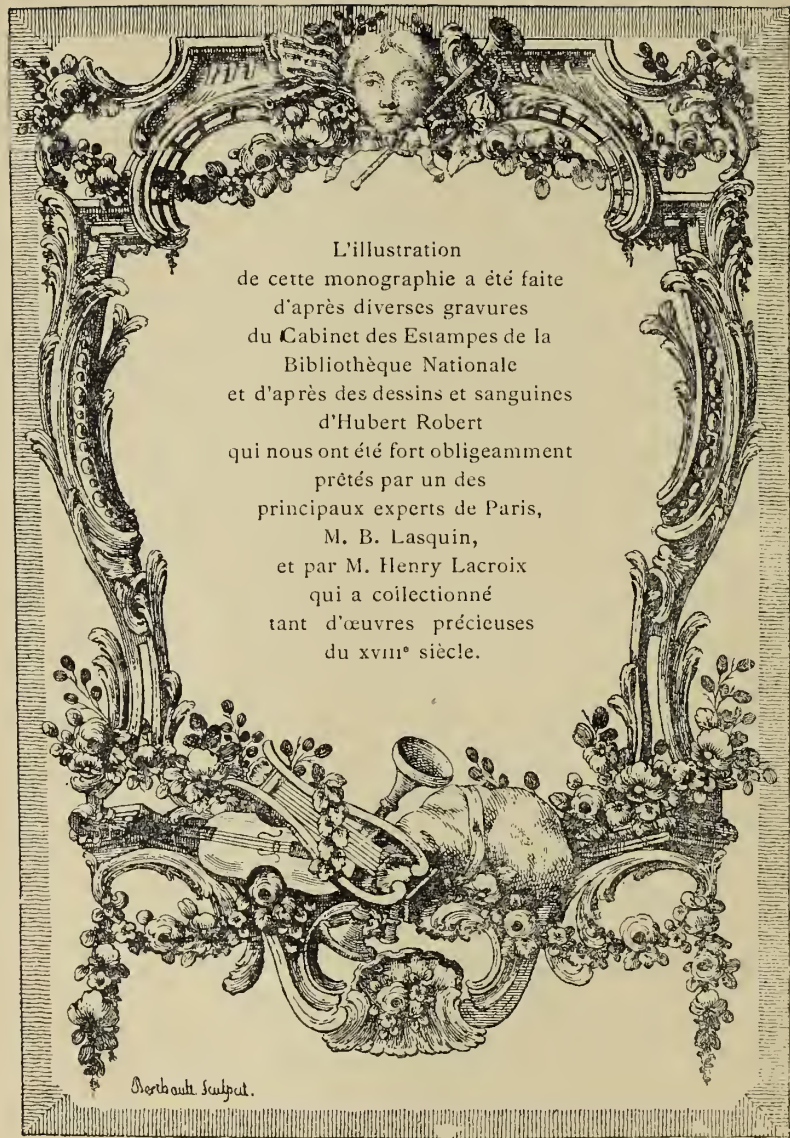 L'illustration
de cette monographie a été faite
d'après diverses gravures
du Cabinet des Estampes de la
Bibliothèque Nationale
et d'après des dessins et sanguines
d'Hubert Robert
qui nous ont été fort obligeamment
prêtés par un des
principaux experts de Paris,
M. B. Lasquin,
et par M. Henry Lacroix
qui a collectionné
tant d'œuvres précieuses
du XVIIIe siècle.
Berthault Sculpsit.